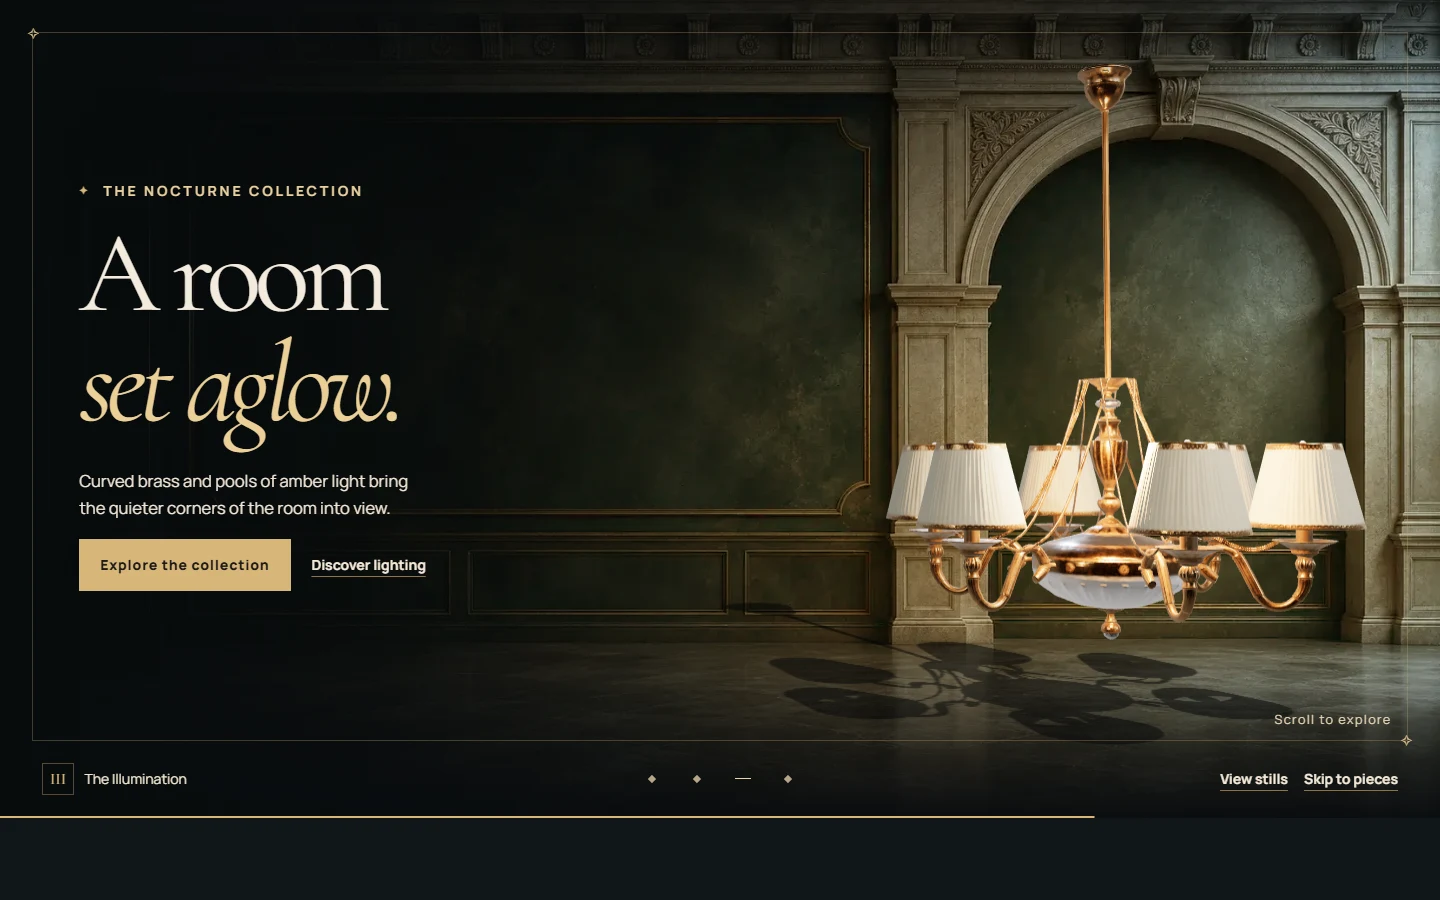 THE NOCTURNE COLLECTION
A room
set aglow.
Curved brass and pools of amber light bring
the quieter corners of the room into view.
Explore the collection
Discover lighting
Scroll to explore
III
The Illumination
View stills
Skip to pieces